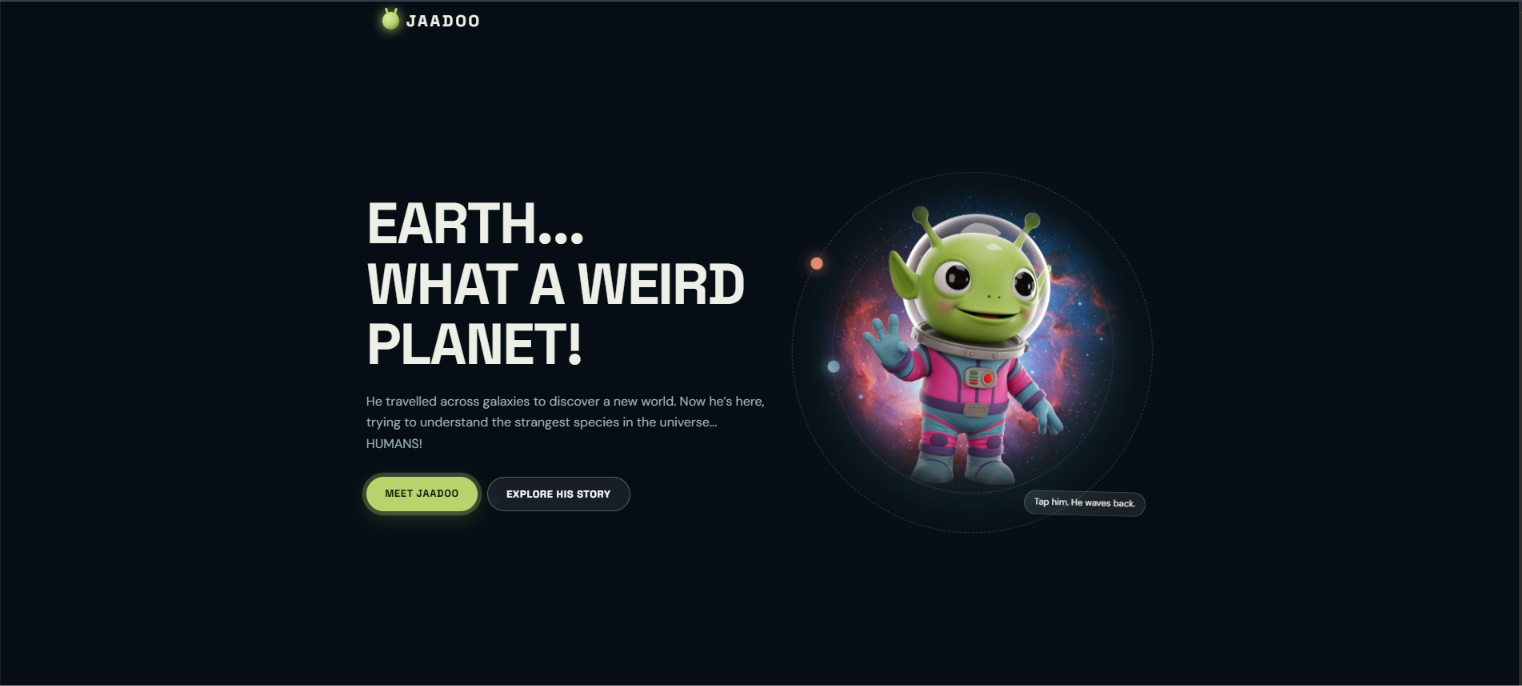 JAADOO
EARTH...
WHAT A WEIRD
PLANET!
He travelled across galaxies to discover a new world. Now he’s here,
trying to understand the strangest species in the universe...
HUMANS!
MEET JAADOO
EXPLORE HIS STORY
Tap him. He waves back.